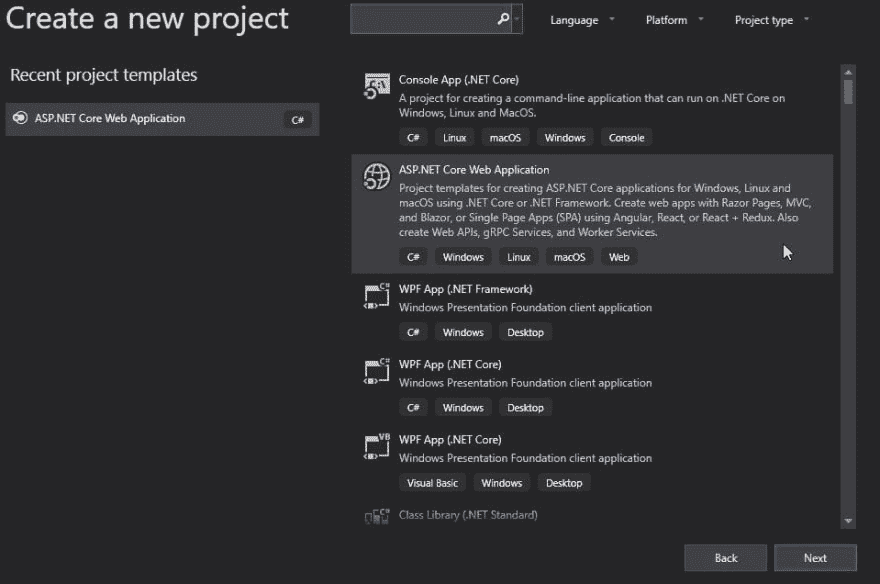 Create a new project
Language
Platform
Project type
Recent project templates
ASP.NET Core Web Application
C#
Console App (.NET Core)
A project for creating a command-line application that can run on .NET Core on
Windows, Linux and MacOS.
C# Linux macOS Windows Console
ASP.NET Core Web Application
Project templates for creating ASP.NET Core applications for Windows, Linux and
macOS using .NET Core or .NET Framework. Create web apps with Razor Pages, MVC,
and Blazor, or Single Page Apps (SPA) using Angular, React, or React + Redux. Also
create Web APIs, gRPC Services, and Worker Services.
C# Windows Linux macOS Web
WPF App (.NET Framework)
Windows Presentation Foundation client application
C# Windows Desktop
WPF App (.NET Core)
Windows Presentation Foundation client application
C# Windows Desktop
WPF App (.NET Core)
Windows Presentation Foundation client application
Visual Basic Windows Desktop
Class Library (.NET Standard)
Back Next